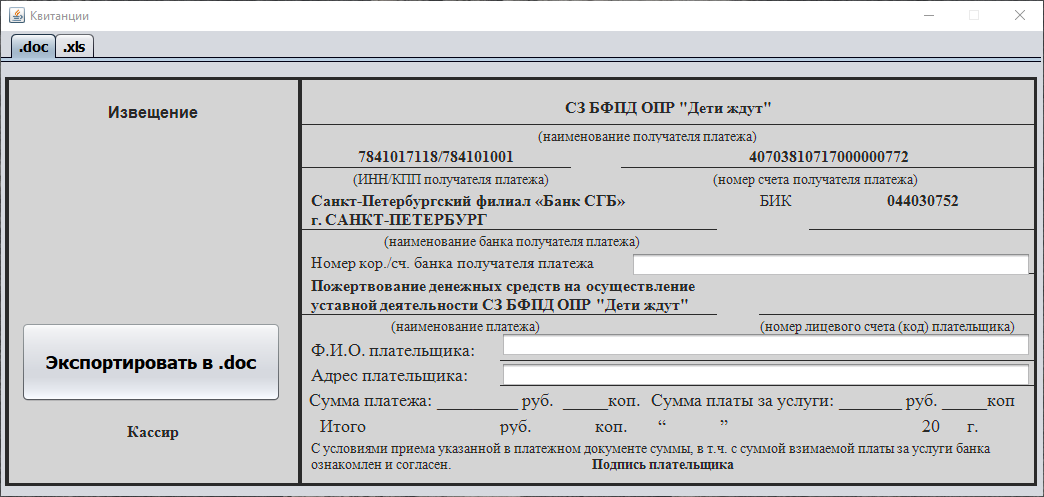 Квитанции
.doc .xls
Извещение
СЗ БФПД ОПР "Дети ждут"
(наименование получателя платежа)
7841017118/784101001 40703810717000000772
(ИНН/КПП получателя платежа) (номер счета получателя платежа)
Санкт-Петербургский филиал «Банк СГБ» БИК 044030752
г. САНКТ-ПЕТЕРБУРГ
(наименование банка получателя платежа)
Номер кор./сч. банка получателя платежа
Пожертвование денежных средств на осуществление
уставной деятельности СЗ БФПД ОПР "Дети ждут"
(наименование платежа) (номер лицевого счета (код) плательщика)
Ф.И.О. плательщика:
Экспортировать в .doc
Адрес плательщика:
Сумма платежа: _________ руб. _____коп. Сумма платы за услуги: _______ руб. _____коп
Итого руб. коп. “ ” 20 г.
Кассир
С условиями приема указанной в платежном документе суммы, в т.ч. с суммой взимаемой платы за услуги банка
ознакомлен и согласен. Подпись плательщика